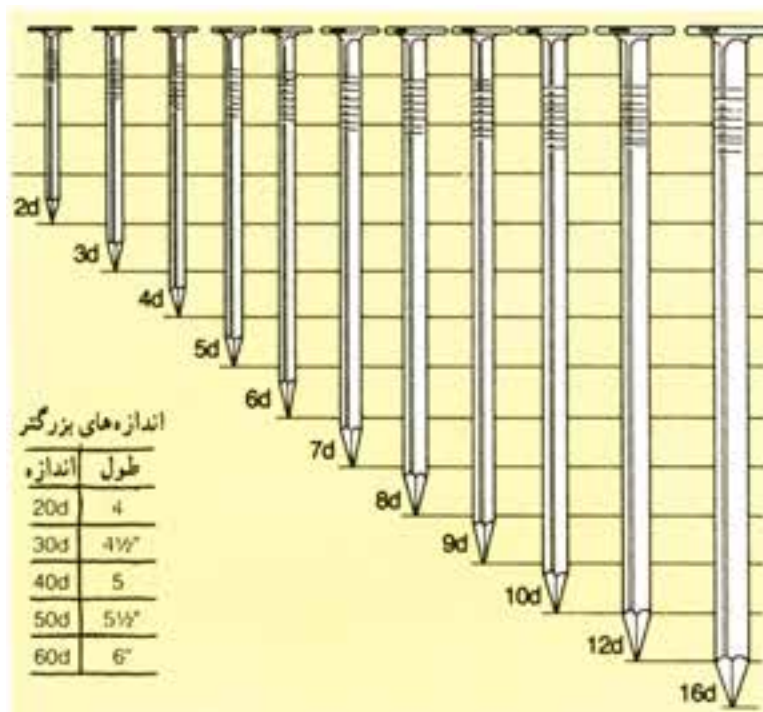 2d
3d
4d
5d
6d
7d
8d
9d
10d
12d
16d
اندازه‌های بزرگتر
طول اندازه
20d 4
30d 4½"
40d 5
50d 5½"
60d 6"